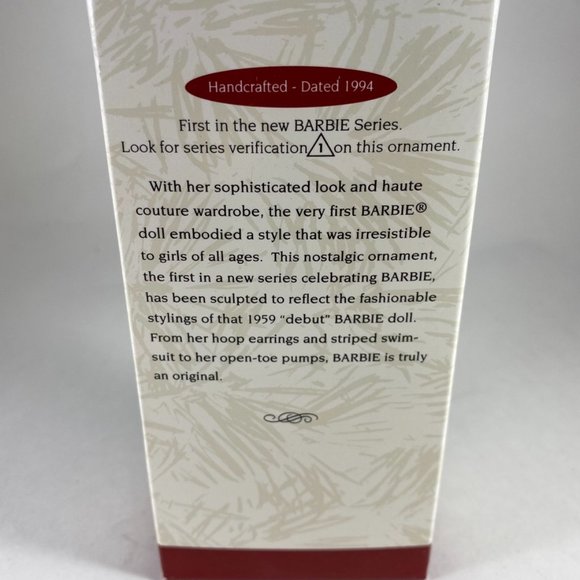 Handcrafted - Dated 1994
First in the new BARBIE Series.
Look for series verification 1 on this ornament.
With her sophisticated look and haute
couture wardrobe, the very first BARBIE®
doll embodied a style that was irresistible
to girls of all ages. This nostalgic ornament,
the first in a new series celebrating BARBIE,
has been sculpted to reflect the fashionable
stylings of that 1959 "debut" BARBIE doll.
From her hoop earrings and striped swim-
suit to her open-toe pumps, BARBIE is truly
an original.